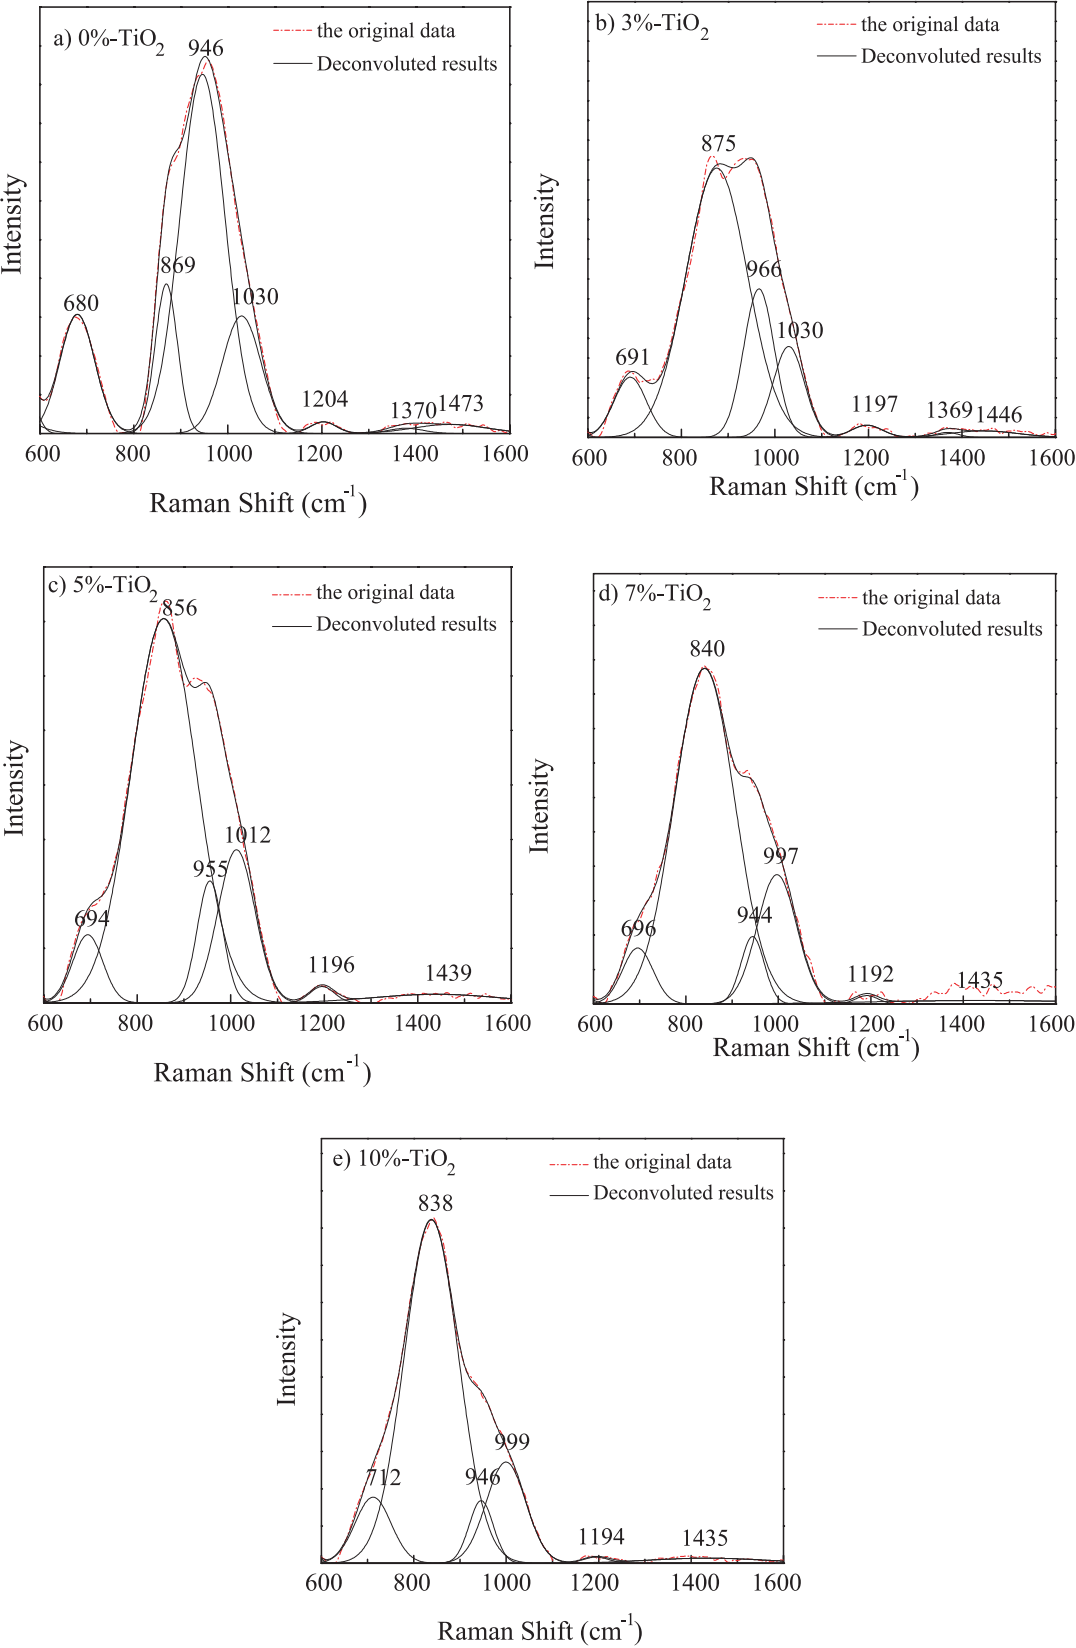 a) 0%-TiO2
946
the original data
Deconvoluted results
680
869
1030
1204
1370
1473
Intensity
600 800 1000 1200 1400 1600
Raman Shift (cm-1)
b) 3%-TiO2
the original data
Deconvoluted results
875
966
691
1030
1197
1369
1446
Intensity
600 800 1000 1200 1400 1600
Raman Shift (cm-1)
c) 5%-TiO2
856
the original data
Deconvoluted results
1012
955
694
1196
1439
Intensity
600 800 1000 1200 1400 1600
Raman Shift (cm-1)
d) 7%-TiO2
the original data
Deconvoluted results
840
997
944
696
1192
1435
Intensity
600 800 1000 1200 1400 1600
Raman Shift (cm-1)
e) 10%-TiO2
the original data
Deconvoluted results
838
999
712
946
1194
1435
Intensity
600 800 1000 1200 1400 1600
Raman Shift (cm-1)